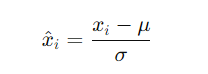 x̂ᵢ = (xᵢ − μ) / σ